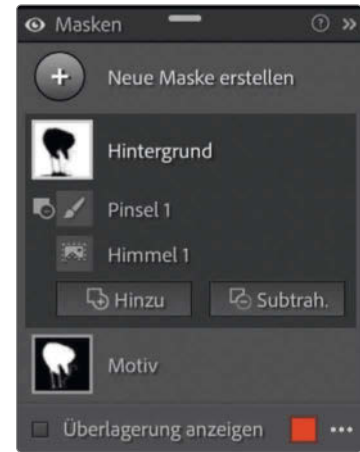 Masken
Neue Maske erstellen
Hintergrund
Pinsel 1
Himmel 1
Hinzu Subtrah.
Motiv
Überlagerung anzeigen